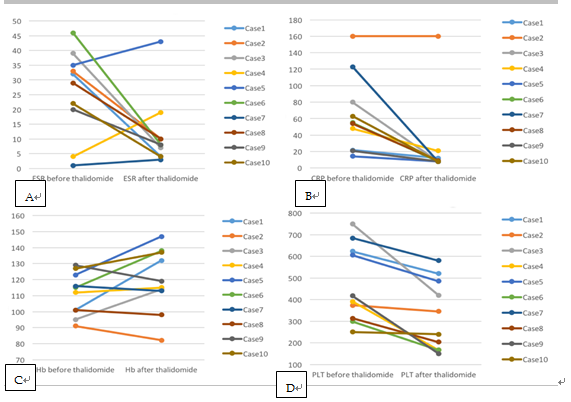 50
45
40
35
30
25
20
15
10
5
0
ESR before thalidomide ESR after thalidomide
Case1
Case2
Case3
Case4
Case5
Case6
Case7
Case8
Case9
Case10
A
180
160
140
120
100
80
60
40
20
0
CRP before thalidomide CRP after thalidomide
Case1
Case2
Case3
Case4
Case5
Case6
Case7
Case8
Case9
Case10
B
160
150
140
130
120
110
100
90
80
70
Hb before thalidomide Hb after thalidomide
Case1
Case2
Case3
Case4
Case5
Case6
Case7
Case8
Case9
Case10
C
800
700
600
500
400
300
200
100
PLT before thalidomide PLT after thalidomide
Case1
Case2
Case3
Case4
Case5
Case6
Case7
Case8
Case9
Case10
D